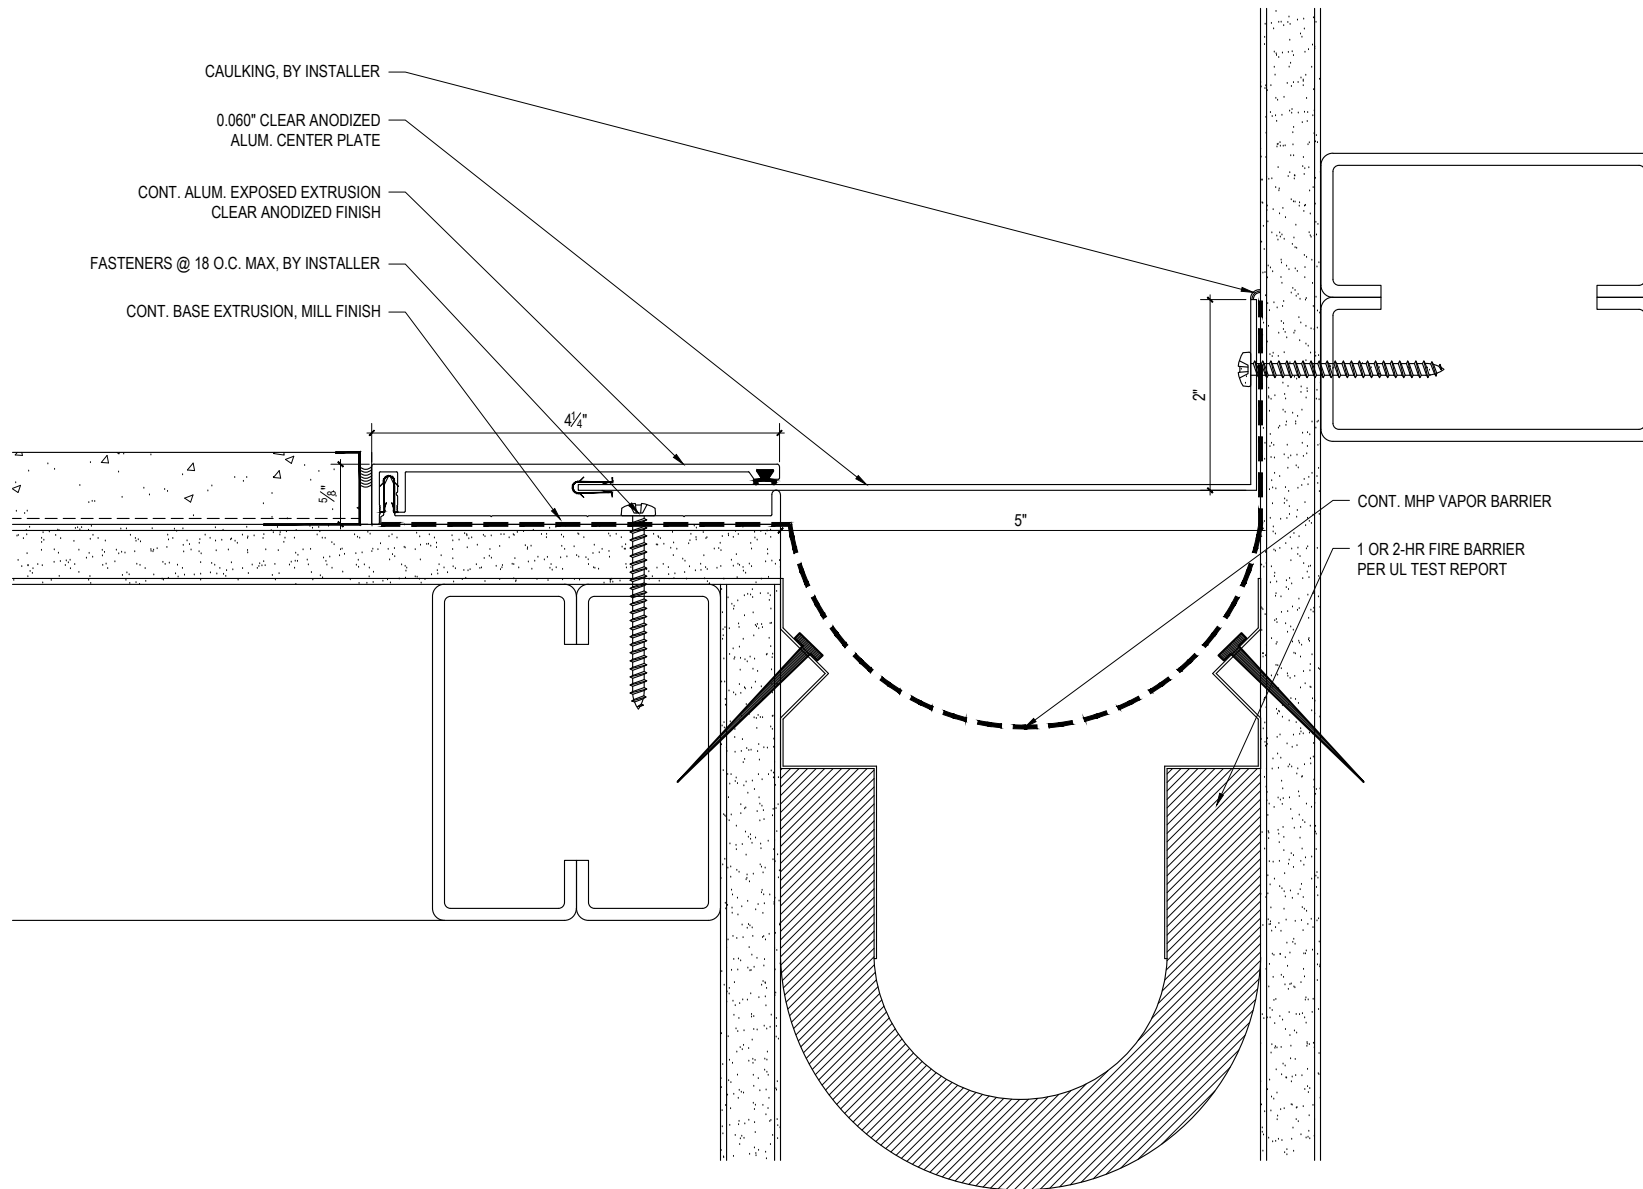 CAULKING, BY INSTALLER
0.060" CLEAR ANODIZED
ALUM. CENTER PLATE
CONT. ALUM. EXPOSED EXTRUSION
CLEAR ANODIZED FINISH
FASTENERS @ 18 O.C. MAX, BY INSTALLER
CONT. BASE EXTRUSION, MILL FINISH
4¼"
2"
⅝"
5"
CONT. MHP VAPOR BARRIER
1 OR 2-HR FIRE BARRIER
PER UL TEST REPORT